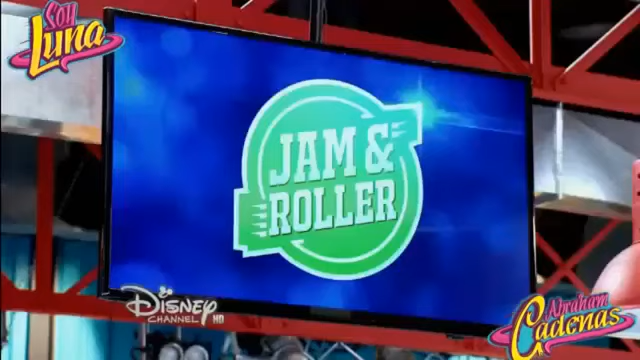 SOY
Luna
JAM &
ROLLER
DISNEY
CHANNEL HD
Abraham
Cadenas